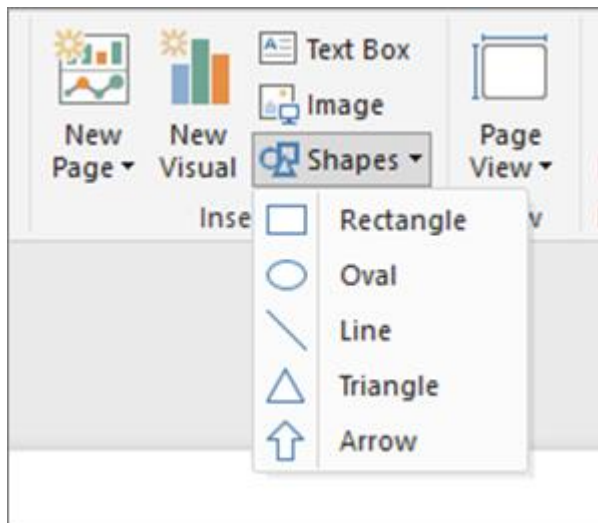 New Page
New Visual
Text Box
Image
Shapes
Page View
Inse
w
Rectangle
Oval
Line
Triangle
Arrow